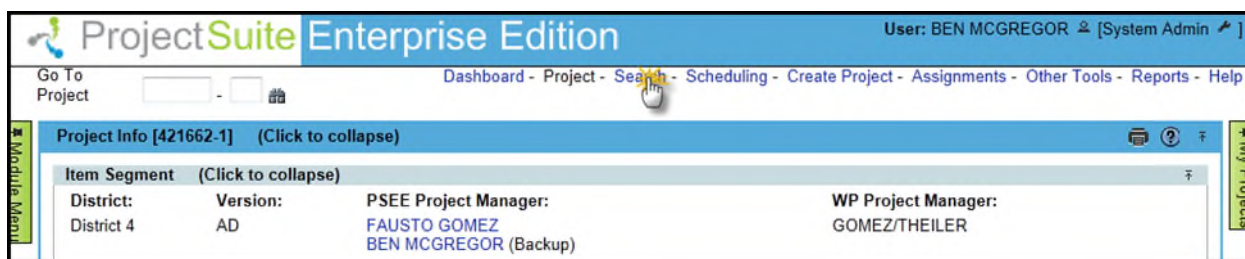 ProjectSuite Enterprise Edition
User: BEN MCGREGOR [System Admin ]
Go To
Project -
Dashboard - Project - Search - Scheduling - Create Project - Assignments - Other Tools - Reports - Help
Module Menu
Project Info [421662-1] (Click to collapse)
My Projects
Item Segment (Click to collapse)
District: Version: PSEE Project Manager: WP Project Manager:
District 4 AD FAUSTO GOMEZ GOMEZ/THEILER
BEN MCGREGOR (Backup)